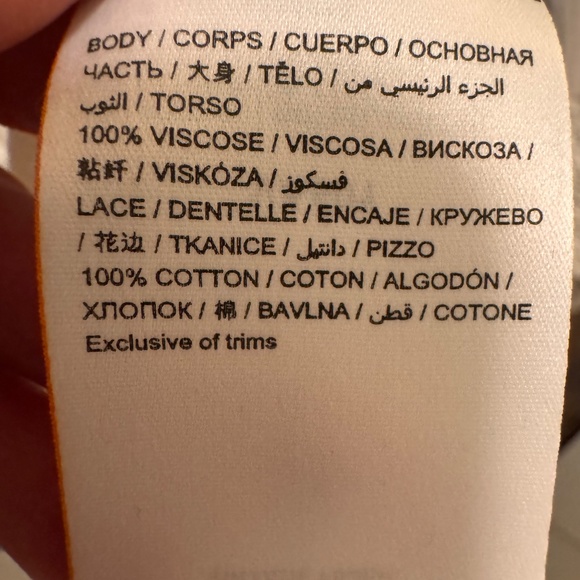 BODY / CORPS / CUERPO / ОСНОВНАЯ
ЧАСТЬ / 大身 / TĚLO / الجزء الرئيسي من
الثوب / TORSO
100% VISCOSE / VISCOSA / ВИСКОЗА /
粘纤 / VISKÓZA / فسكوز
LACE / DENTELLE / ENCAJE / КРУЖЕВО
/ 花边 / TKANICE / دانتيل / PIZZO
100% COTTON / COTON / ALGODÓN /
ХЛОПОК / 棉 / BAVLNA / قطن / COTONE
Exclusive of trims